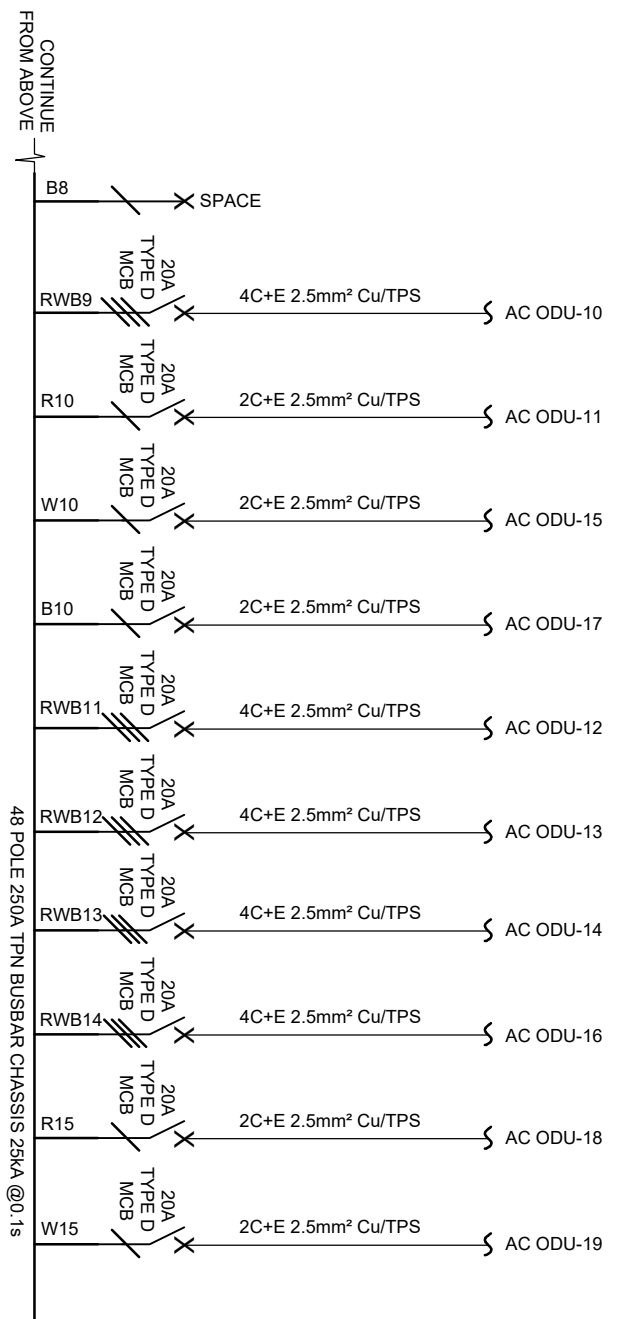 CONTINUE
FROM ABOVE
B8
SPACE
RWB9
20A
TYPE D
MCB
4C+E 2.5mm² Cu/TPS
AC ODU-10
R10
20A
TYPE D
MCB
2C+E 2.5mm² Cu/TPS
AC ODU-11
W10
20A
TYPE D
MCB
2C+E 2.5mm² Cu/TPS
AC ODU-15
B10
20A
TYPE D
MCB
2C+E 2.5mm² Cu/TPS
AC ODU-17
RWB11
20A
TYPE D
MCB
4C+E 2.5mm² Cu/TPS
AC ODU-12
RWB12
20A
TYPE D
MCB
4C+E 2.5mm² Cu/TPS
AC ODU-13
RWB13
20A
TYPE D
MCB
4C+E 2.5mm² Cu/TPS
AC ODU-14
RWB14
20A
TYPE D
MCB
4C+E 2.5mm² Cu/TPS
AC ODU-16
R15
20A
TYPE D
MCB
2C+E 2.5mm² Cu/TPS
AC ODU-18
W15
20A
TYPE D
MCB
2C+E 2.5mm² Cu/TPS
AC ODU-19
48 POLE 250A TPN BUSBAR CHASSIS 25kA @0.1s